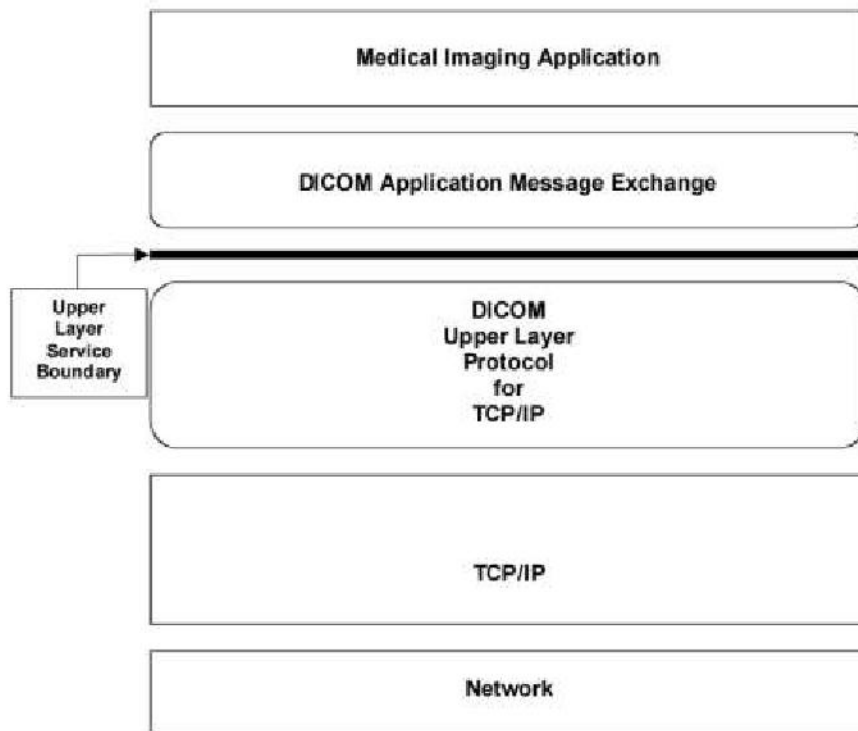 Medical Imaging Application
DICOM Application Message Exchange
Upper
Layer
Service
Boundary
DICOM
Upper Layer
Protocol
for
TCP/IP
TCP/IP
Network